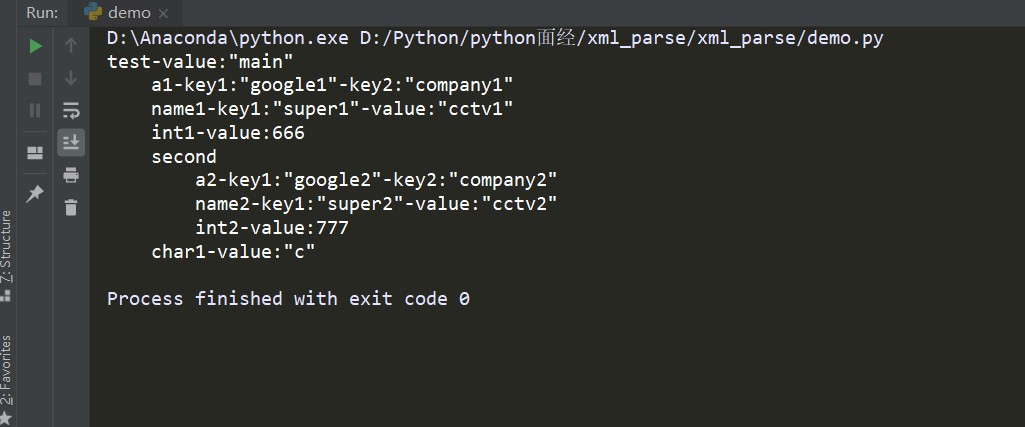 Run: demo
D:\Anaconda\python.exe D:/Python/python面经/xml_parse/xml_parse/demo.py
test-value:"main"
    a1-key1:"google1"-key2:"company1"
    name1-key1:"super1"-value:"cctv1"
    int1-value:666
    second
        a2-key1:"google2"-key2:"company2"
        name2-key1:"super2"-value:"cctv2"
        int2-value:777
    char1-value:"c"
Process finished with exit code 0
7: Structure
2: Favorites